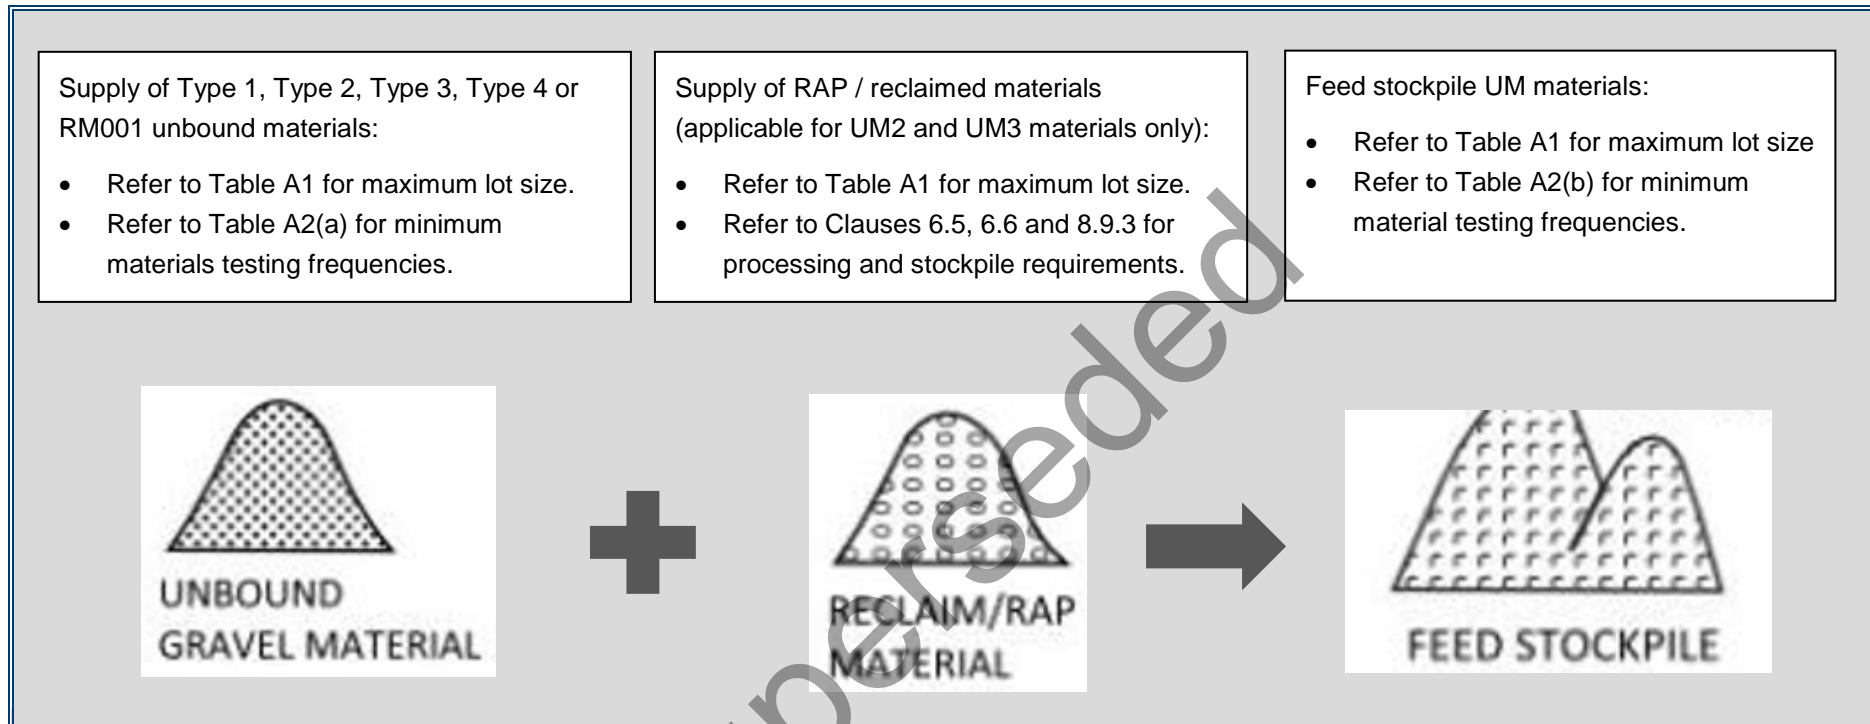 Supply of Type 1, Type 2, Type 3, Type 4 or
RM001 unbound materials:
• Refer to Table A1 for maximum lot size.
• Refer to Table A2(a) for minimum
materials testing frequencies.
Supply of RAP / reclaimed materials
(applicable for UM2 and UM3 materials only):
• Refer to Table A1 for maximum lot size.
• Refer to Clauses 6.5, 6.6 and 8.9.3 for
processing and stockpile requirements.
Feed stockpile UM materials:
• Refer to Table A1 for maximum lot size
• Refer to Table A2(b) for minimum
material testing frequencies.
UNBOUND
GRAVEL MATERIAL
RECLAIM/RAP
MATERIAL
FEED STOCKPILE
perseded